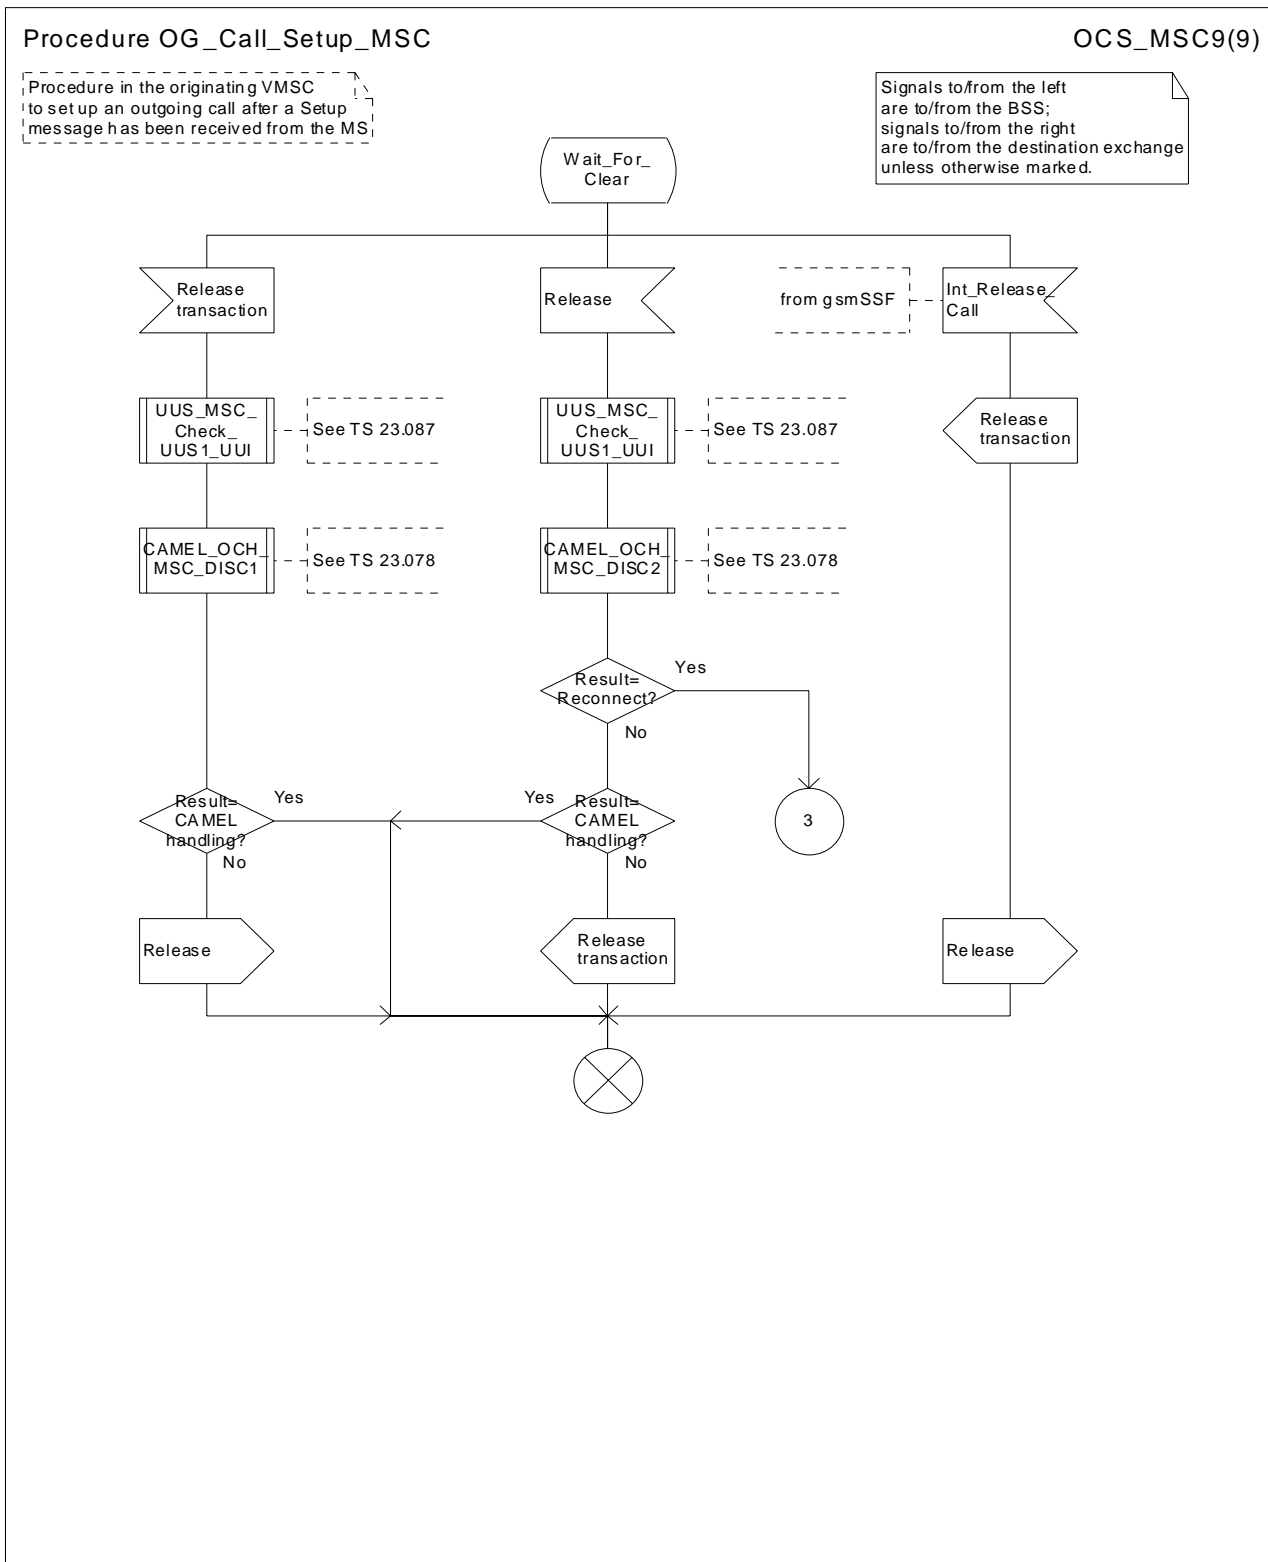 Procedure OG_Call_Setup_MSC
OCS_MSC9(9)
Procedure in the originating VMSC
to set up an outgoing call after a Setup
message has been received from the MS
Signals to/from the left
are to/from the BSS;
signals to/from the right
are to/from the destination exchange
unless otherwise marked.
Wait_For_
Clear
Release
transaction
Release
from gsmSSF
Int_Release_
Call
UUS_MSC_
Check_
UUS1_UUI
See TS 23.087
UUS_MSC_
Check_
UUS1_UUI
See TS 23.087
Release
transaction
CAMEL_OCH_
MSC_DISC1
See TS 23.078
CAMEL_OCH_
MSC_DISC2
See TS 23.078
Result=
Reconnect?
Yes
No
Result=
CAMEL
handling?
Yes
No
Yes
Result=
CAMEL
handling?
No
3
Release
Release
transaction
Release